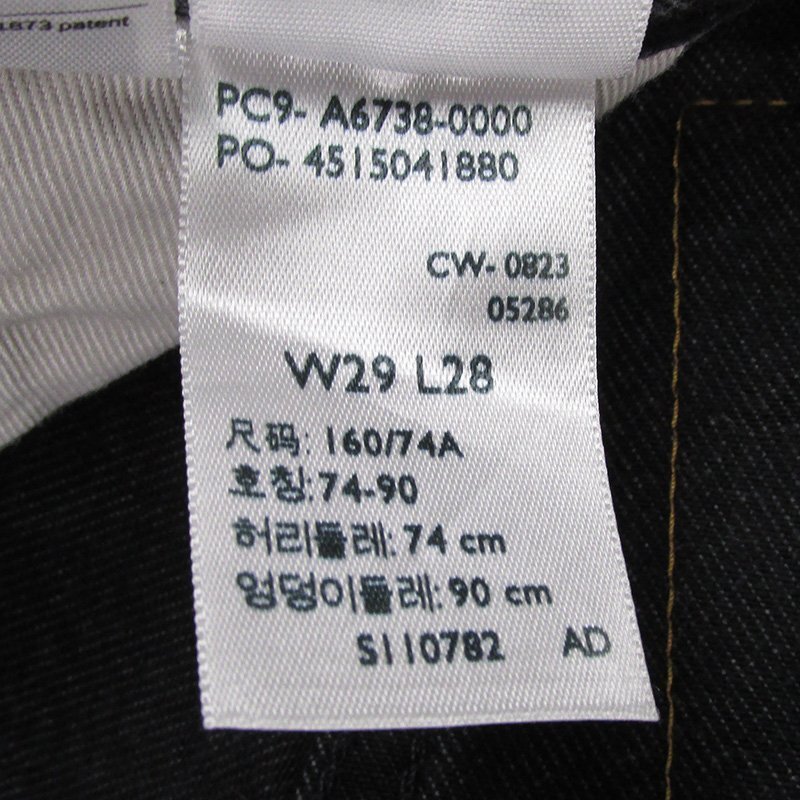 1873 patent
PC9- A6738-0000
PO- 4515041880
CW- 0823
05286
W29 L28
尺码: 160/74A
호칭: 74-90
허리둘레: 74 cm
엉덩이둘레: 90 cm
S110782 AD